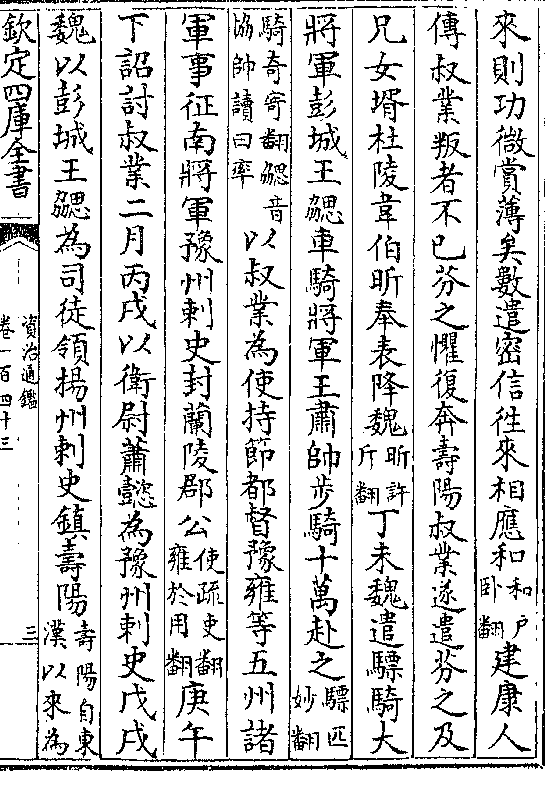 來則功微賞薄矣數遣密信徃來相應和和户卧翻建康人
傳叔業叛者不已芬之懼復奔壽陽叔業遂遣芬之及
兄女壻杜陵韋伯昕奉表降魏昕許斤翻丁未魏遣驃騎大
將軍彭城王勰車騎將軍王肅帥步騎十萬赴之驃匹妙翻
騎奇寄翻勰音協帥讀曰率以叔業為使持節都督豫雍等五州諸
軍事征南將軍豫州刺史封蘭陵郡公使疏吏翻雍於用翻庚午
下詔討叔業二月丙戌以衛尉蕭懿為豫州刺史戊戌
魏以彭城王勰為司徒領揚州刺史鎮壽陽壽陽自東漢以來為
欽定四庫全書
資治通鑑
卷一百四十三
三